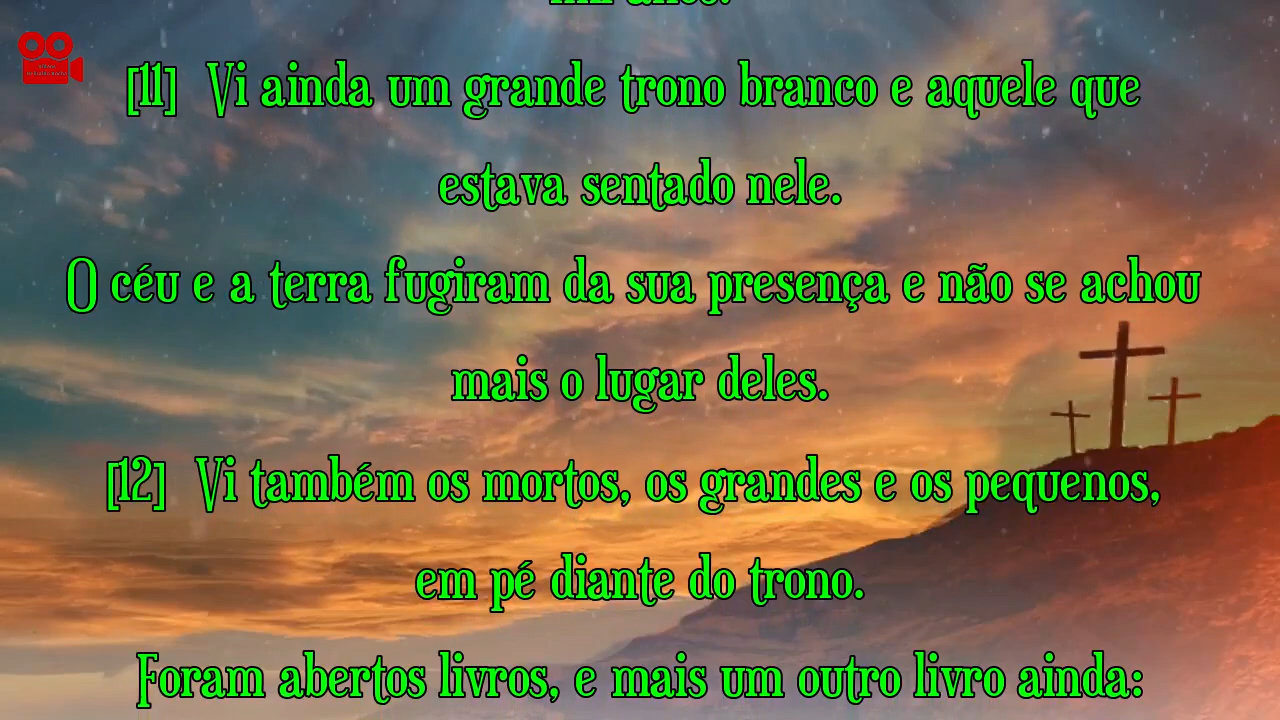 mil anos.
[11] Vi ainda um grande trono branco e aquele que
estava sentado nele.
O céu e a terra fugiram da sua presença e não se achou
mais o lugar deles.
[12] Vi também os mortos, os grandes e os pequenos,
em pé diante do trono.
Foram abertos livros, e mais um outro livro ainda: